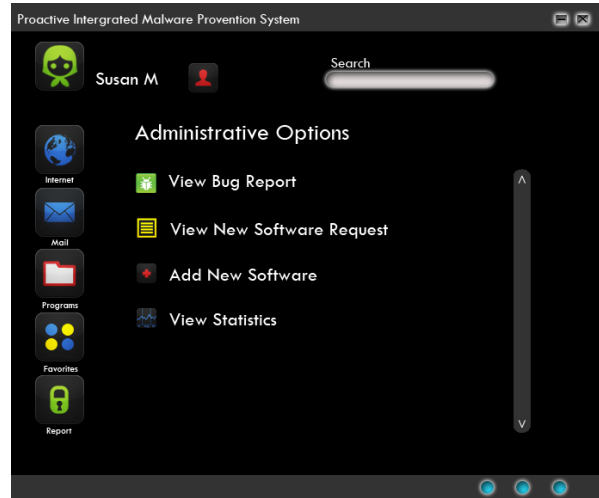 Proactive Intergrated Malware Provention System
Susan M
Search
Administrative Options
Internet
View Bug Report
Mail
View New Software Request
Programs
Add New Software
Favorites
View Statistics
Report